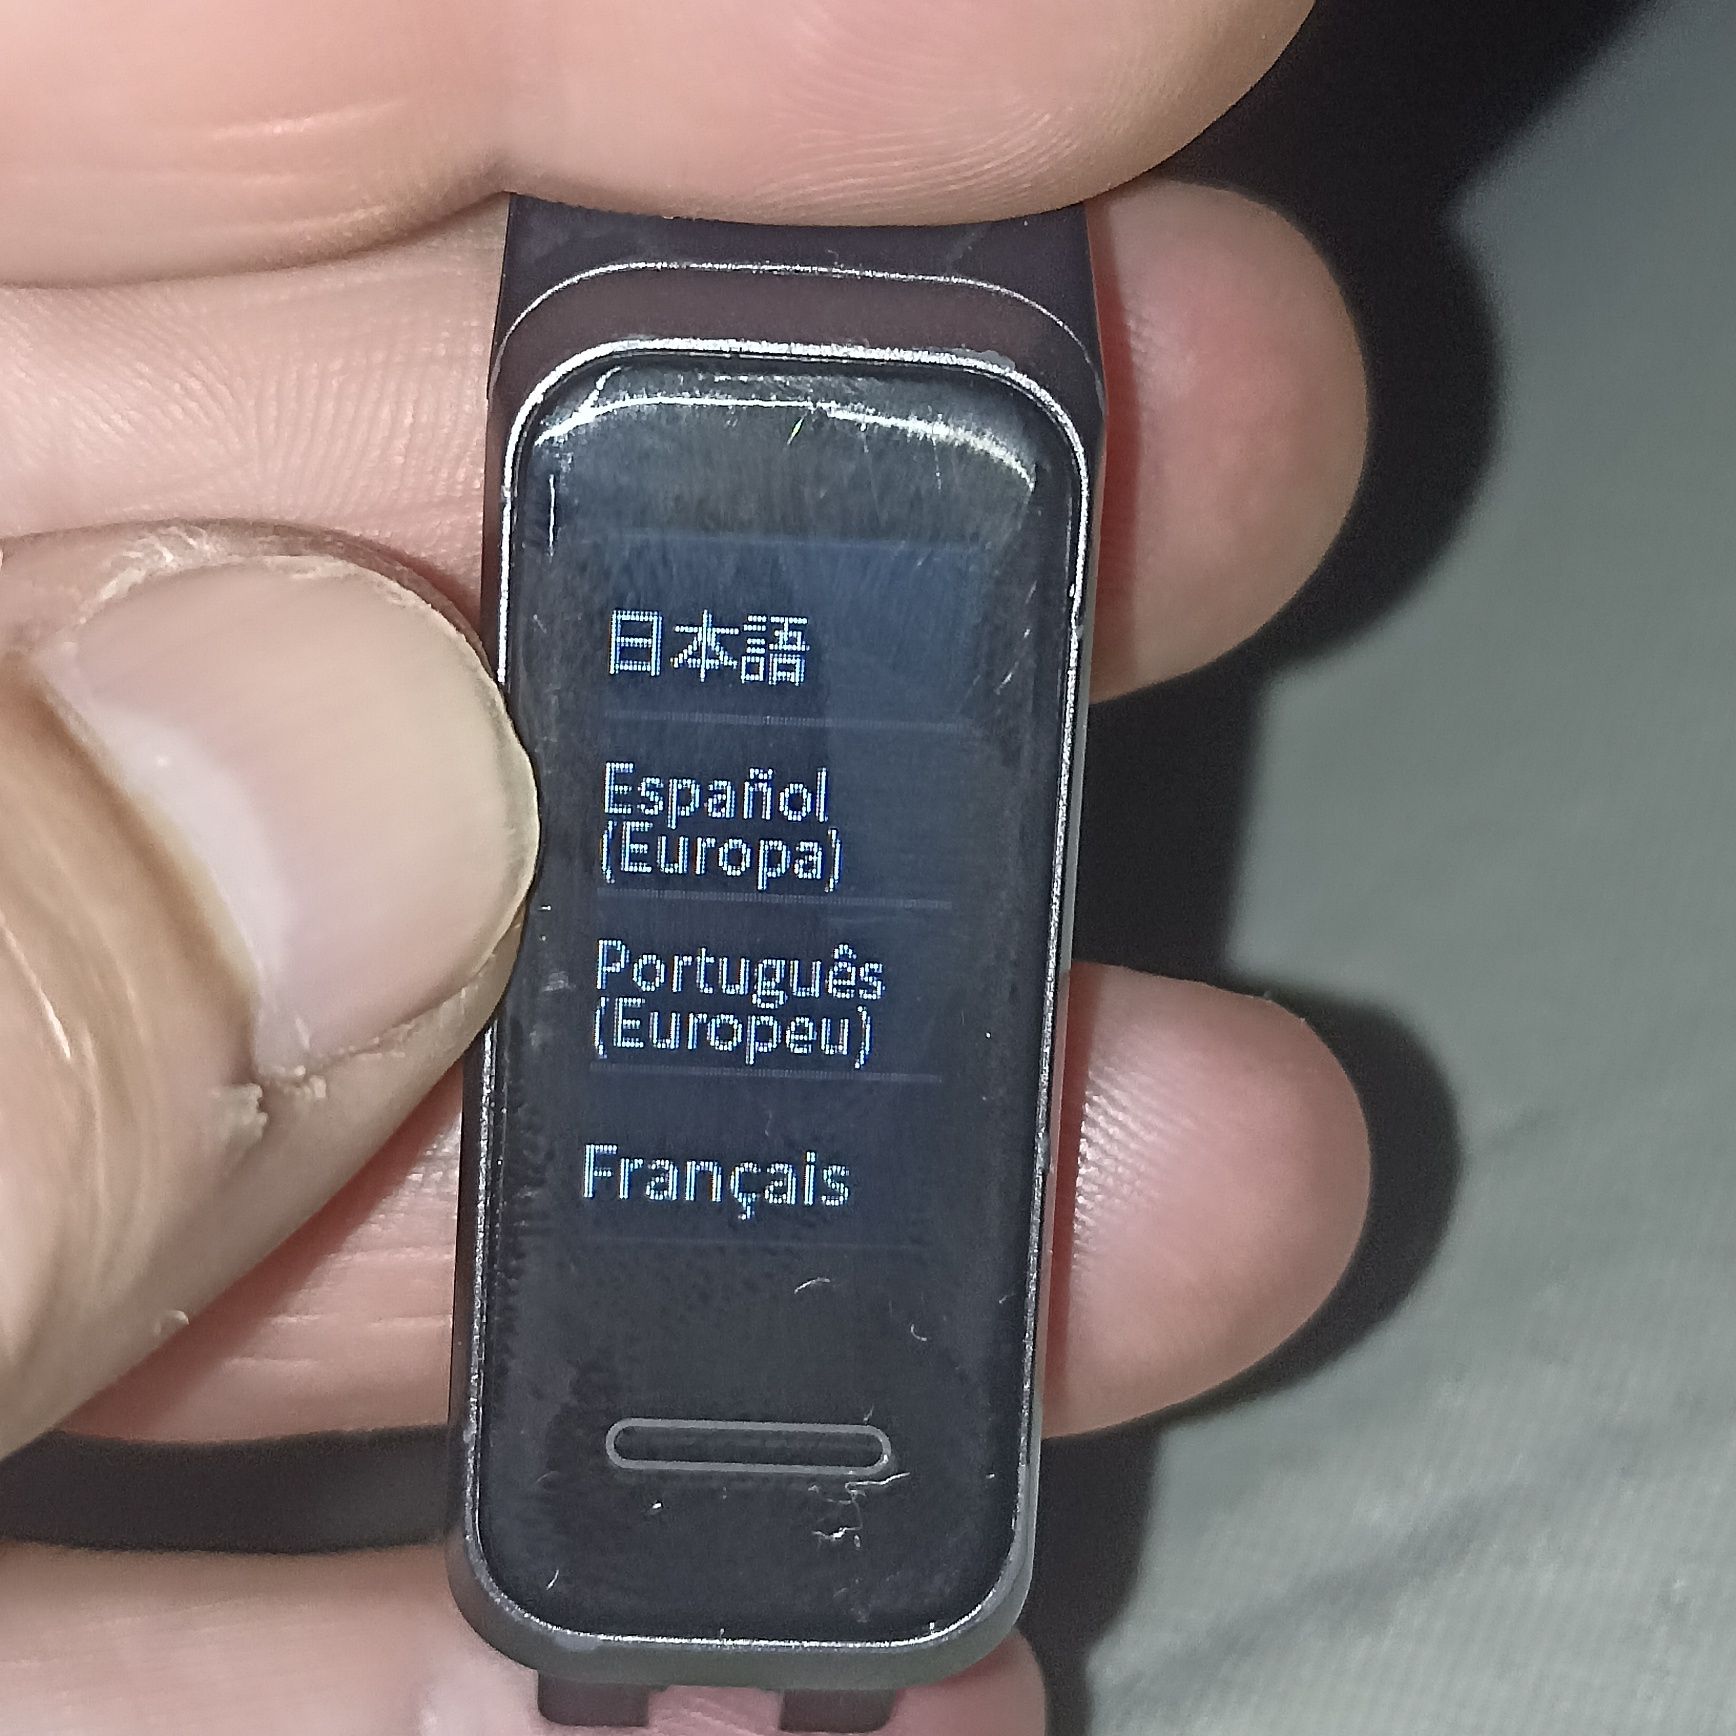 日本語
Español
(Europa)
Português
(Europeu)
Français